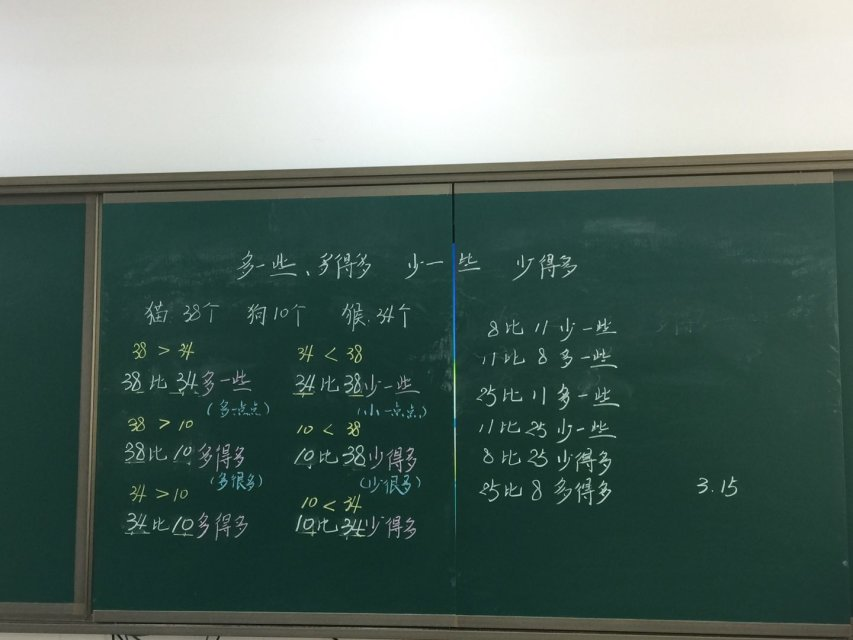 多一些、多得多 少一些 少得多
猫.38个 狗10个 猴.34个
38 > 34
38比34多一些
(多一点点)
38 > 10
38比10多得多
(多很多)
34 > 10
34比10多得多
34 < 38
34比38少一些
(小一点点)
10 < 38
10比38少得多
(少很多)
10 < 34
10比34少得多
8比11少一些
11比8多一些
25比11多一些
11比25少一些
8比25少得多
25比8多得多
3.15